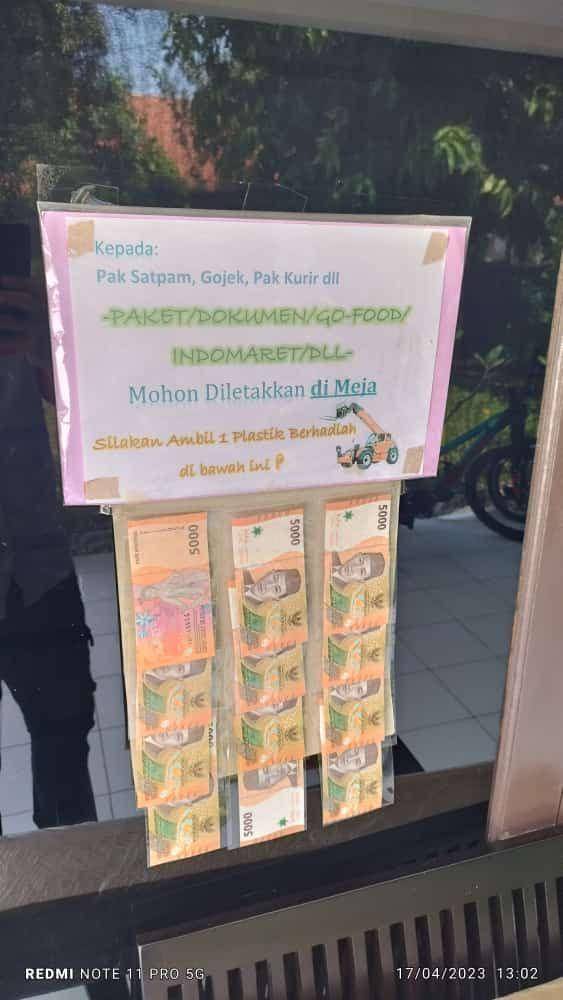 Kepada:
Pak Satpam, Gojek, Pak Kurir dll
-PAKET/DOKUMEN/GO-FOOD/
INDOMARET/DLL-
Mohon Diletakkan di Meja
Silakan Ambil 1 Plastik Berhadiah
di bawah ini
5000
5000
5000
5000
REDMI NOTE 11 PRO 5G
17/04/2023 13:02